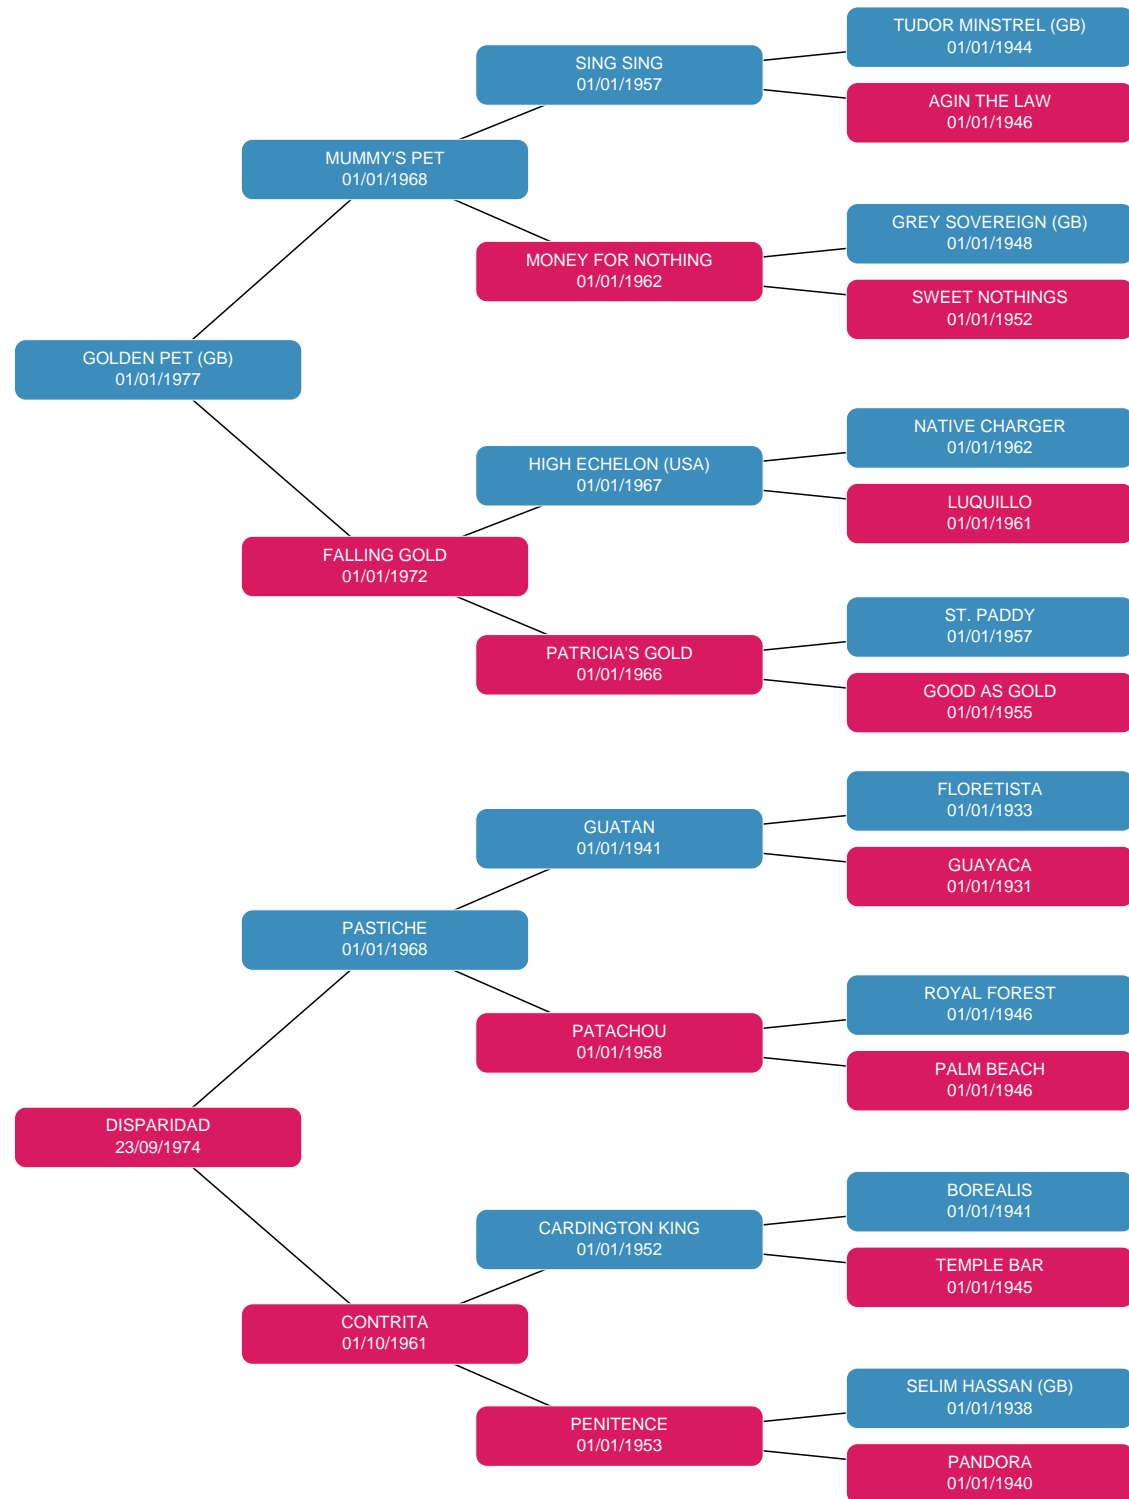 TUDOR MINSTREL (GB)
01/01/1944
SING SING
01/01/1957
AGIN THE LAW
01/01/1946
MUMMY'S PET
01/01/1968
GREY SOVEREIGN (GB)
01/01/1948
MONEY FOR NOTHING
01/01/1962
SWEET NOTHINGS
01/01/1952
GOLDEN PET (GB)
01/01/1977
NATIVE CHARGER
01/01/1962
HIGH ECHELON (USA)
01/01/1967
LUQUILLO
01/01/1961
FALLING GOLD
01/01/1972
ST. PADDY
01/01/1957
PATRICIA'S GOLD
01/01/1966
GOOD AS GOLD
01/01/1955
FLORETISTA
01/01/1933
GUATAN
01/01/1941
GUAYACA
01/01/1931
PASTICHE
01/01/1968
ROYAL FOREST
01/01/1946
PATACHOU
01/01/1958
PALM BEACH
01/01/1946
DISPARIDAD
23/09/1974
BOREALIS
01/01/1941
CARDINGTON KING
01/01/1952
TEMPLE BAR
01/01/1945
CONTRITA
01/10/1961
SELIM HASSAN (GB)
01/01/1938
PENITENCE
01/01/1953
PANDORA
01/01/1940